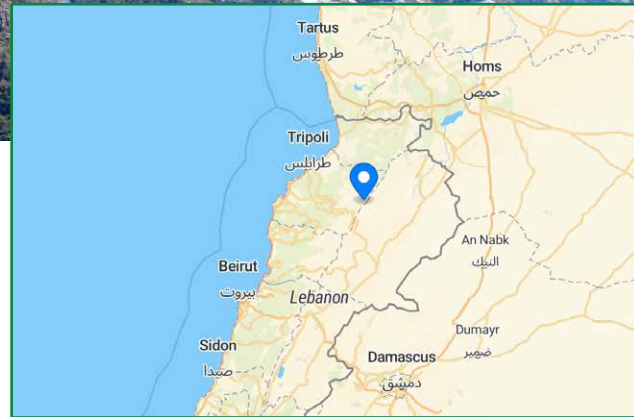 Tartus
طرطوس
Homs
حمص
Tripoli
طرابلس
An Nabk
النبك
Beirut
بيروت
Lebanon
Dumayr
ضمير
Sidon
صيدا
Damascus
دمشق